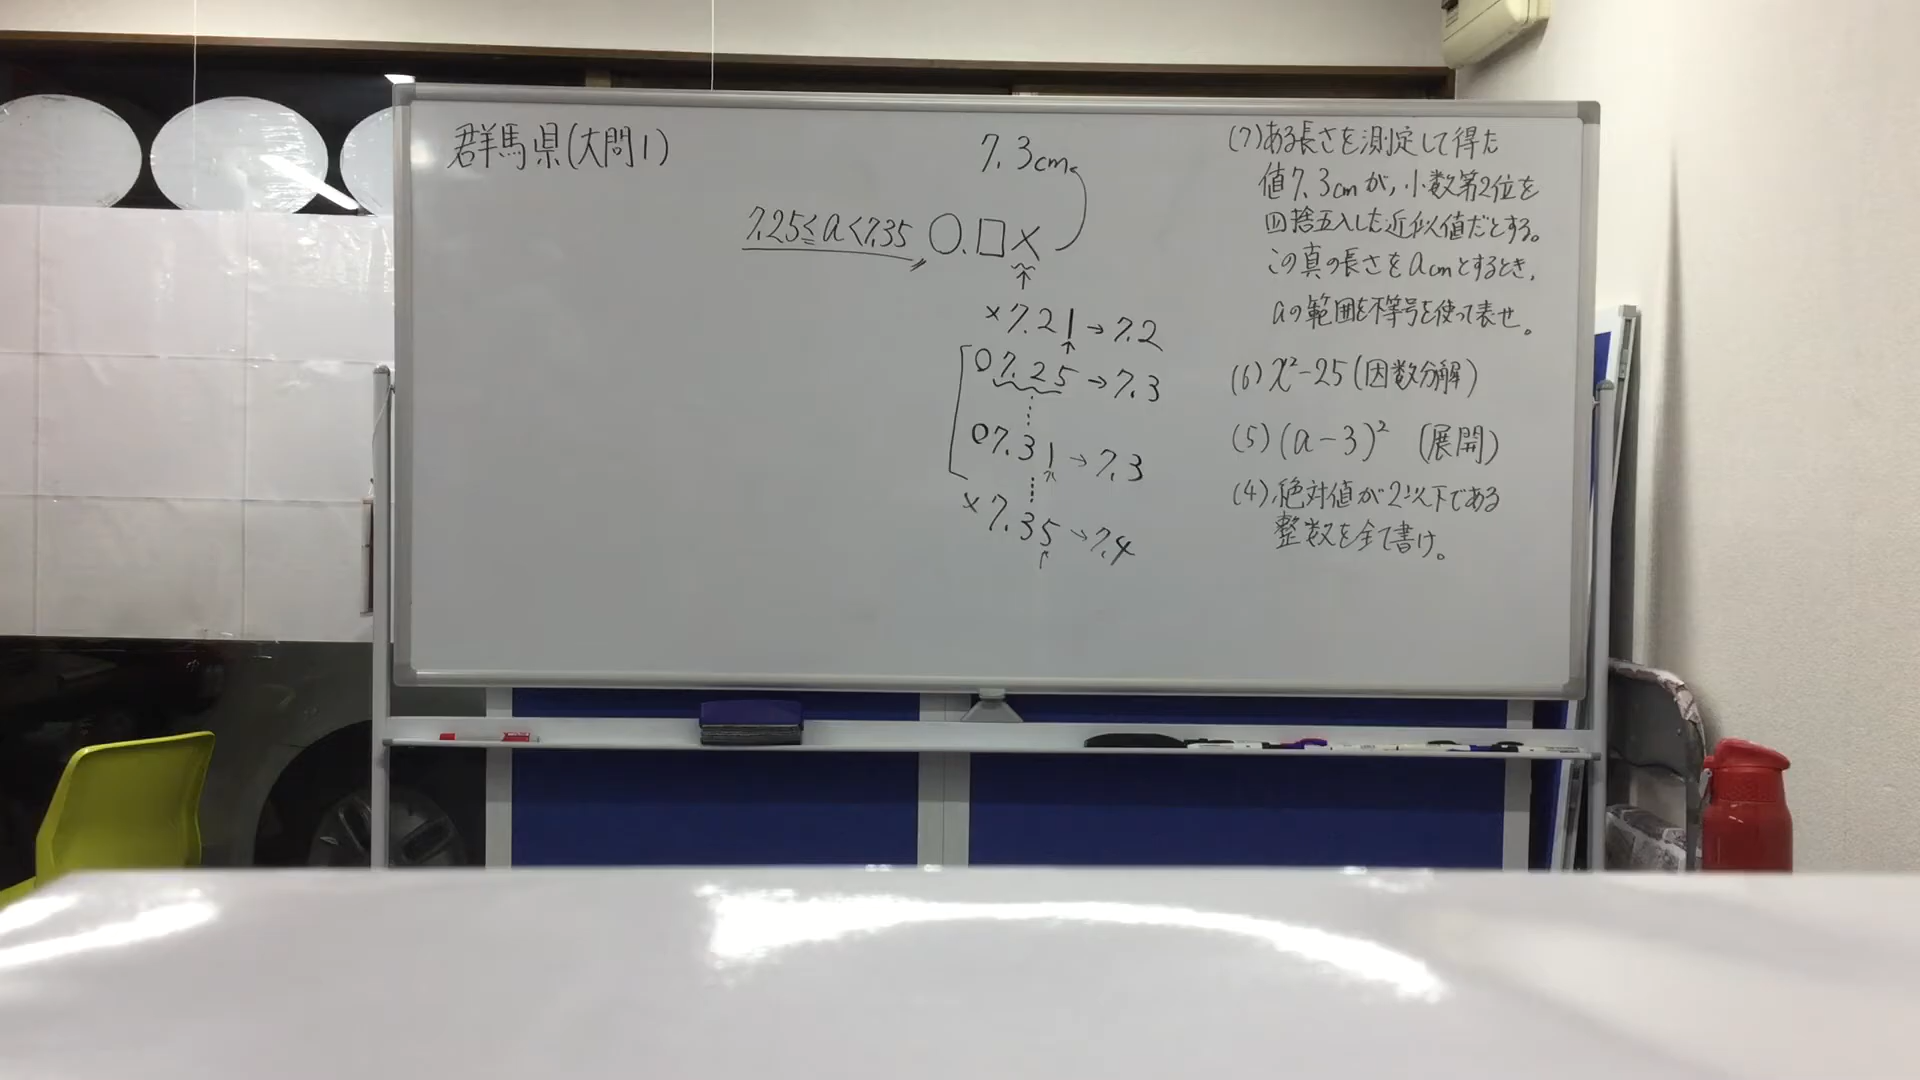 群馬県(大問1)
7.3cm
7.25≦a<7.35
○.□×
↑
×7.21→7.2
↑
○7.25→7.3
○7.31→7.3
↑
×7.35→7.4
↑
(7)ある長さを測定して得た
値7.3cmが,小数第2位を
四捨五入した近似値だとする。
この真の長さをacmとするとき,
aの範囲を不等号を使って表せ。
(6)x²-25(因数分解)
(5)(a-3)² (展開)
(4)絶対値が2以下である
整数を全て書け。